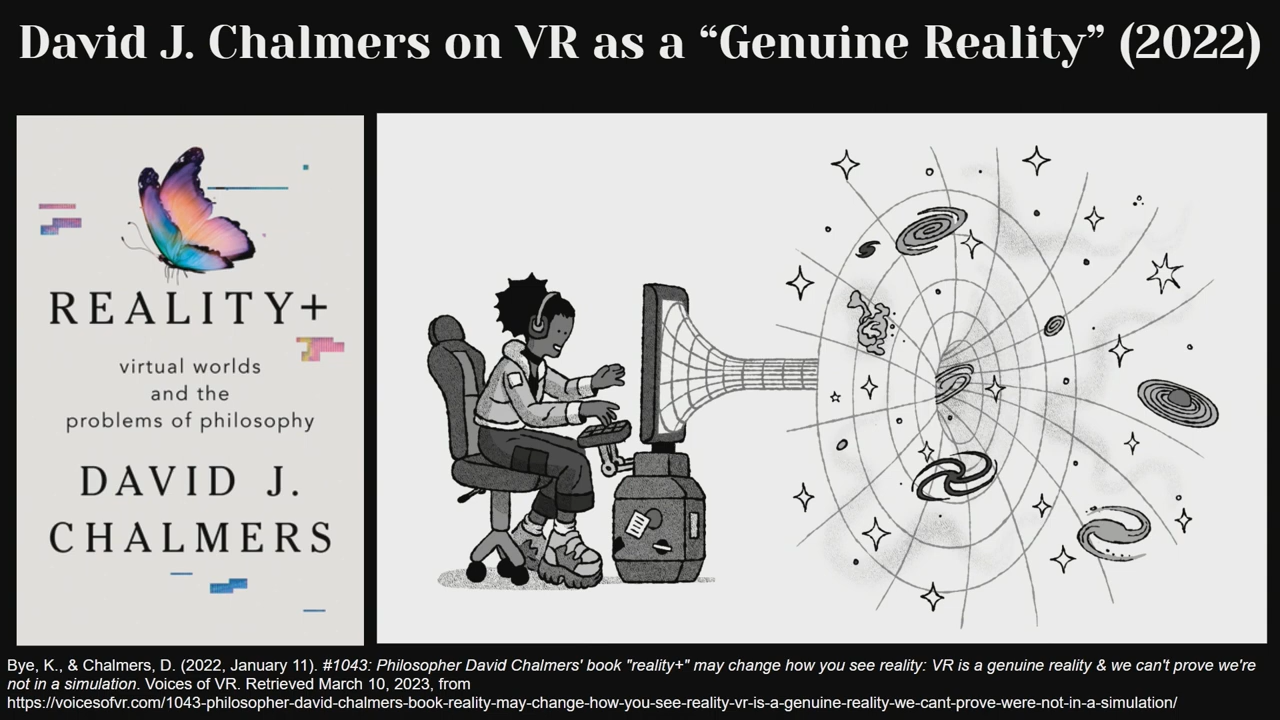 David J. Chalmers on VR as a “Genuine Reality” (2022)
REALITY+
virtual worlds
and the
problems of philosophy
DAVID J.
CHALMERS
Bye, K., & Chalmers, D. (2022, January 11). #1043: Philosopher David Chalmers' book "reality+" may change how you see reality: VR is a genuine reality & we can't prove we're
not in a simulation. Voices of VR. Retrieved March 10, 2023, from
https://voicesofvr.com/1043-philosopher-david-chalmers-book-reality-may-change-how-you-see-reality-vr-is-a-genuine-reality-we-cant-prove-were-not-in-a-simulation/